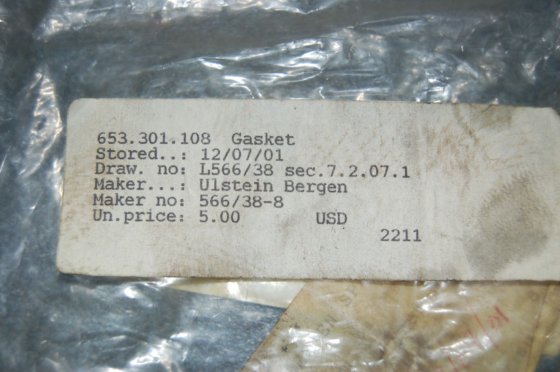 653.301.108  Gasket
Stored..: 12/07/01
Draw. no: L566/38 sec.7.2.07.1
Maker...: Ulstein Bergen
Maker no: 566/38-8
Un.price: 5.00 USD
2211